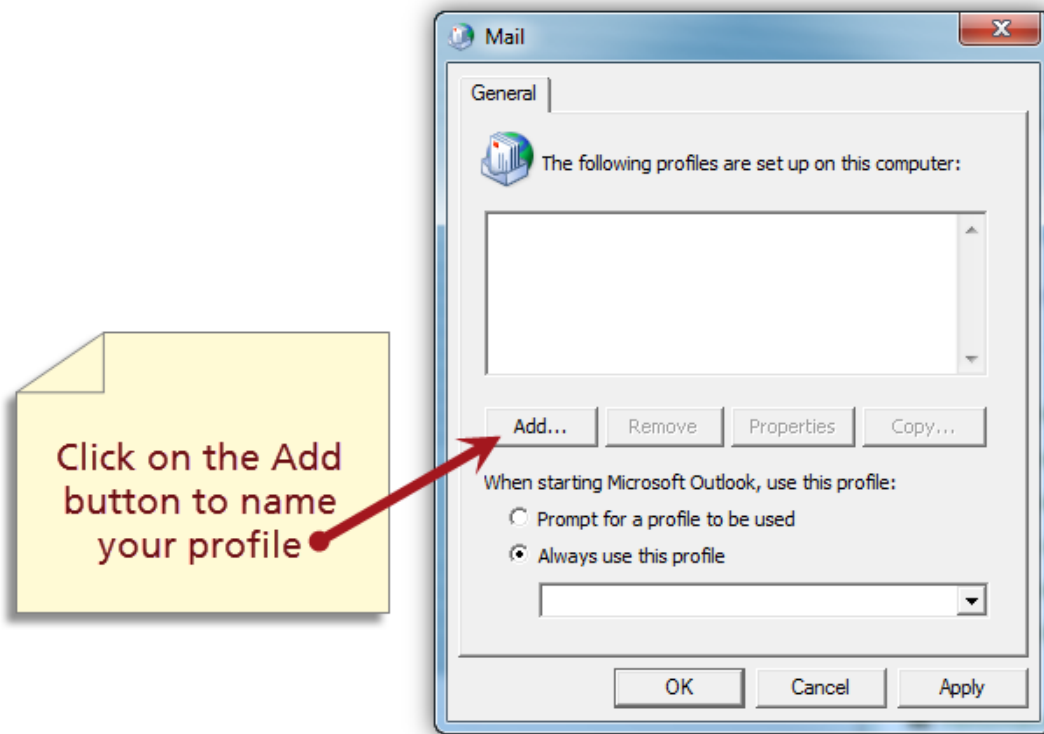 Mail
General
The following profiles are set up on this computer:
Add...
Remove
Properties
Copy...
Click on the Add
button to name
your profile
When starting Microsoft Outlook, use this profile:
Prompt for a profile to be used
Always use this profile
OK
Cancel
Apply